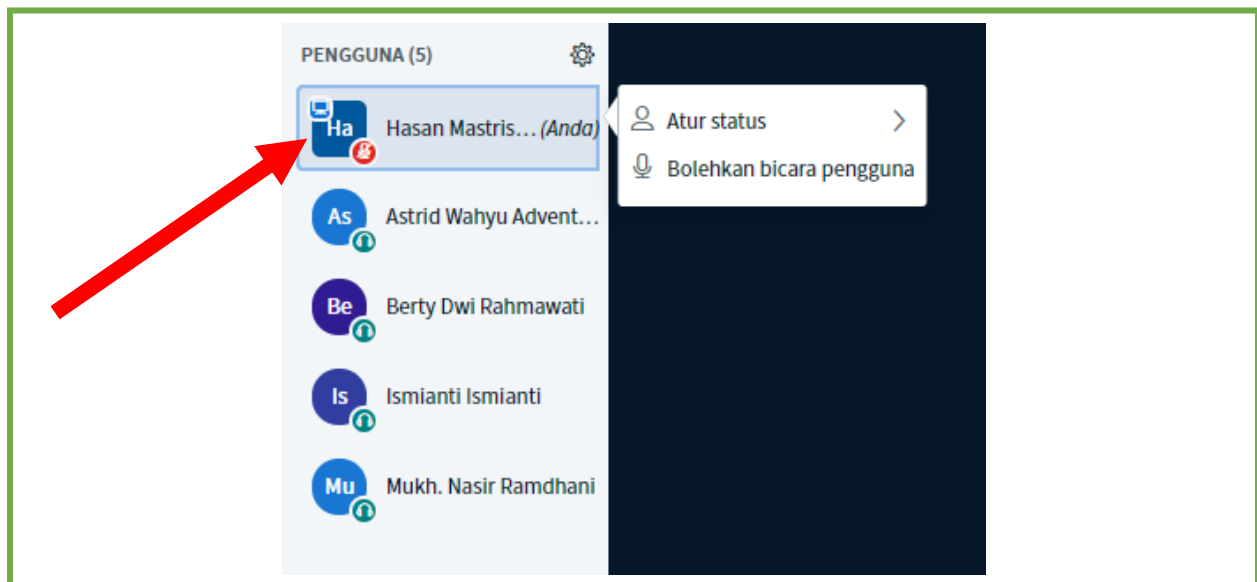 PENGGUNA (5)
Ha Hasan Mastris... (Anda)
Atur status
Bolehkan bicara pengguna
As Astrid Wahyu Advent...
Be Berty Dwi Rahmawati
Is Ismianti Ismianti
Mu Mukh. Nasir Ramdhani